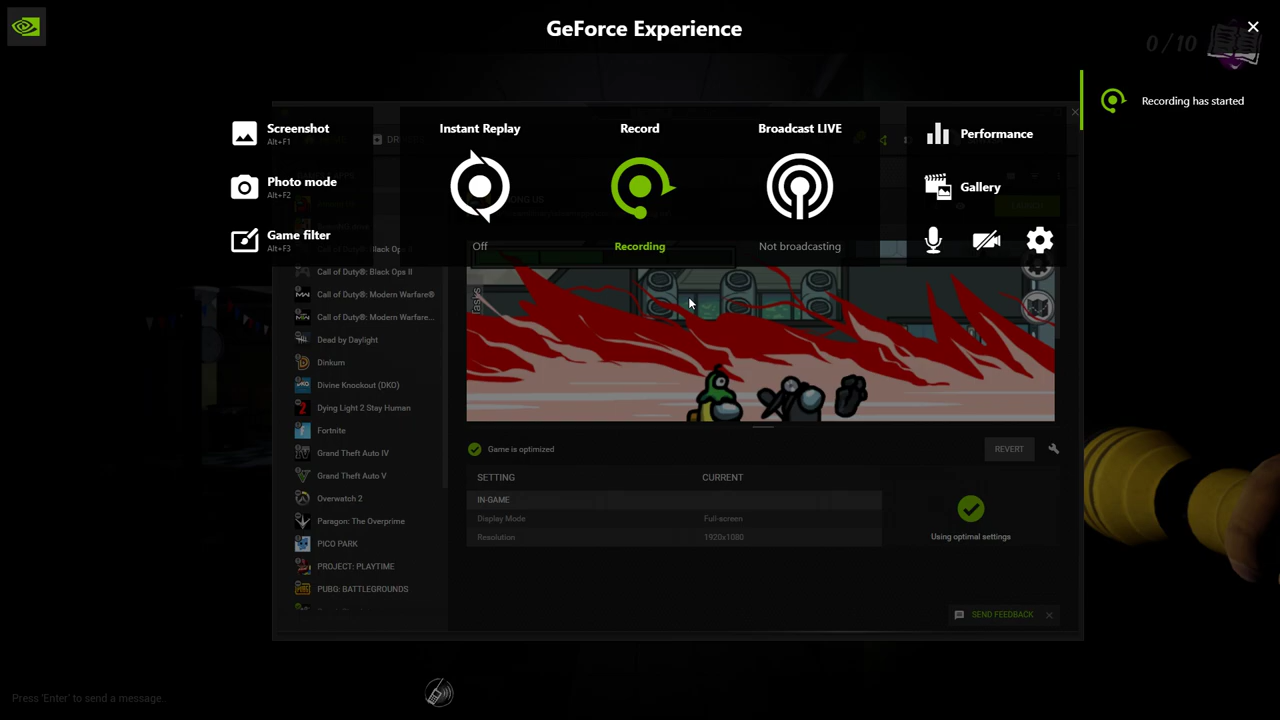 GeForce Experience
0/10
Recording has started
Screenshot
Alt+F1
Photo mode
Alt+F2
Game filter
Alt+F3
Instant Replay
Off
Record
Recording
Broadcast LIVE
Not broadcasting
Performance
Gallery
Call of Duty®: Black Ops II
Call of Duty®: Modern Warfare®
Call of Duty®: Modern Warfare...
Dead by Daylight
Dinkum
Divine Knockout (DKO)
Dying Light 2 Stay Human
Fortnite
Grand Theft Auto IV
Grand Theft Auto V
Overwatch 2
Paragon: The Overprime
PICO PARK
PROJECT: PLAYTIME
PUBG: BATTLEGROUNDS
Tasks
Game is optimized
REVERT
SETTING
CURRENT
IN-GAME
Display Mode
Full-screen
Resolution
1920x1080
Using optimal settings
SEND FEEDBACK
Press 'Enter' to send a message.